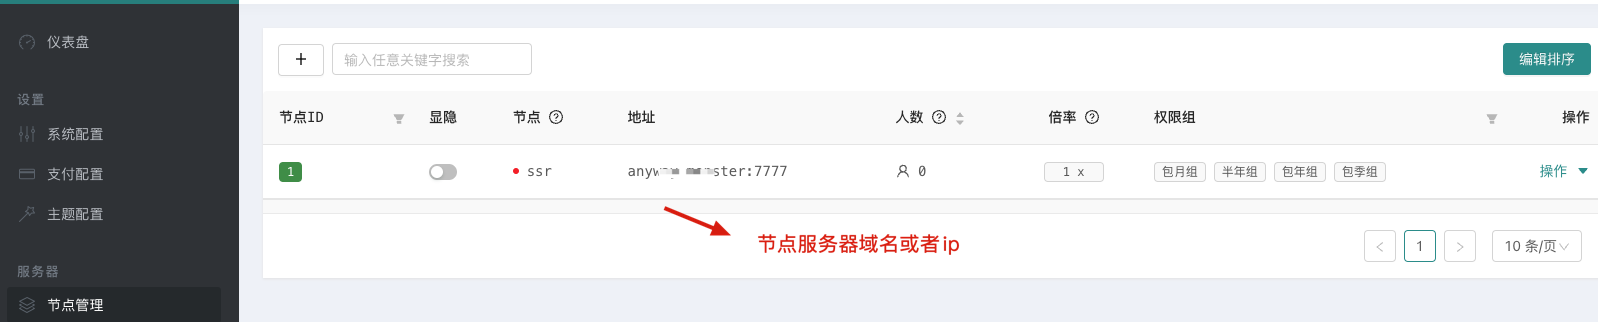 仪表盘
设置
系统配置
支付配置
主题配置
服务器
节点管理
+ 输入任意关键字搜索 编辑排序
节点ID 显隐 节点 ? 地址 人数 ? 倍率 ? 权限组 操作
1 ssr :7777 0 1 x 包月组 半年组 包年组 包季组 操作
节点服务器域名或者ip
< 1 > 10 条/页